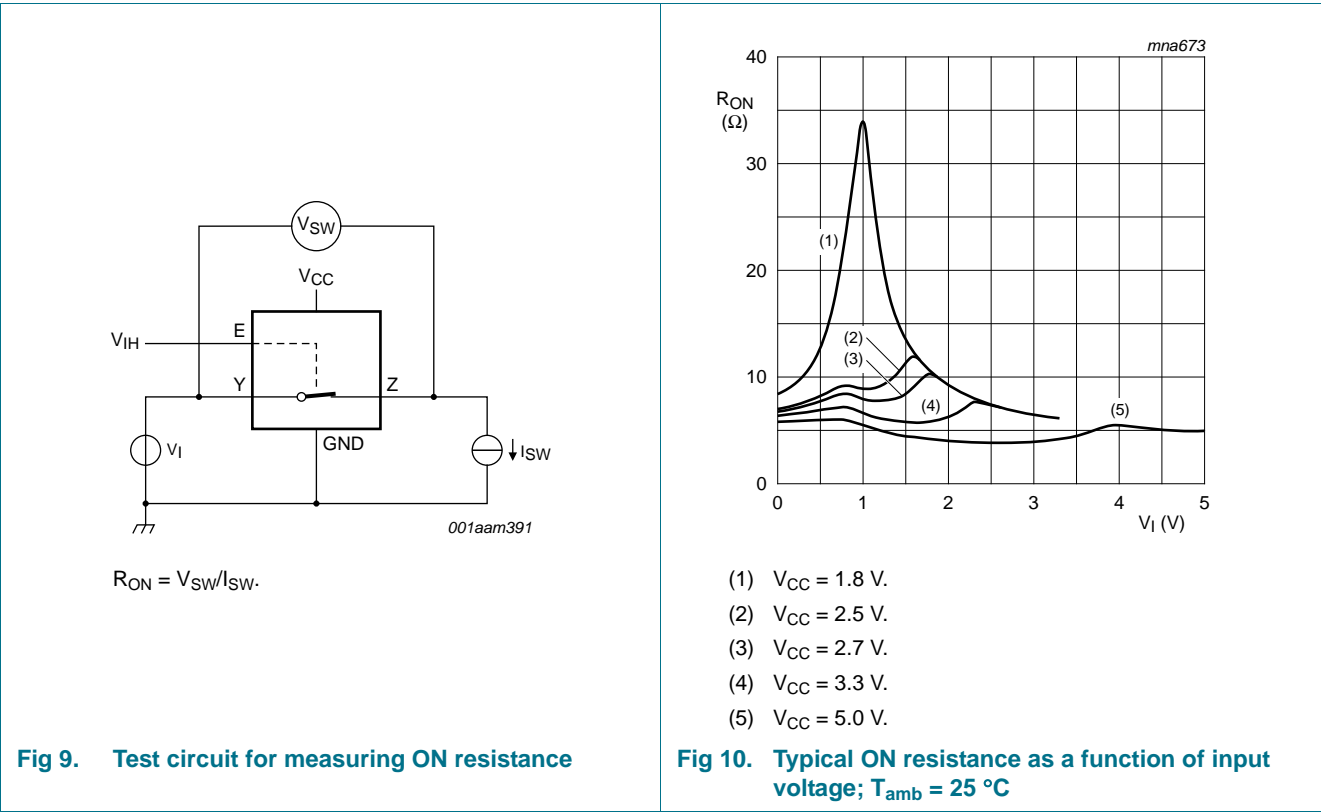 VSW
VCC
VIH
E
Y
Z
GND
VI
ISW
001aam391
RON = VSW/ISW.
Fig 9. Test circuit for measuring ON resistance
mna673
40
RON
(Ω)
30
(1)
20
(2)
(3)
10
(4)
(5)
0
0 1 2 3 4 5
VI (V)
(1) VCC = 1.8 V.
(2) VCC = 2.5 V.
(3) VCC = 2.7 V.
(4) VCC = 3.3 V.
(5) VCC = 5.0 V.
Fig 10. Typical ON resistance as a function of input
voltage; Tamb = 25 °C